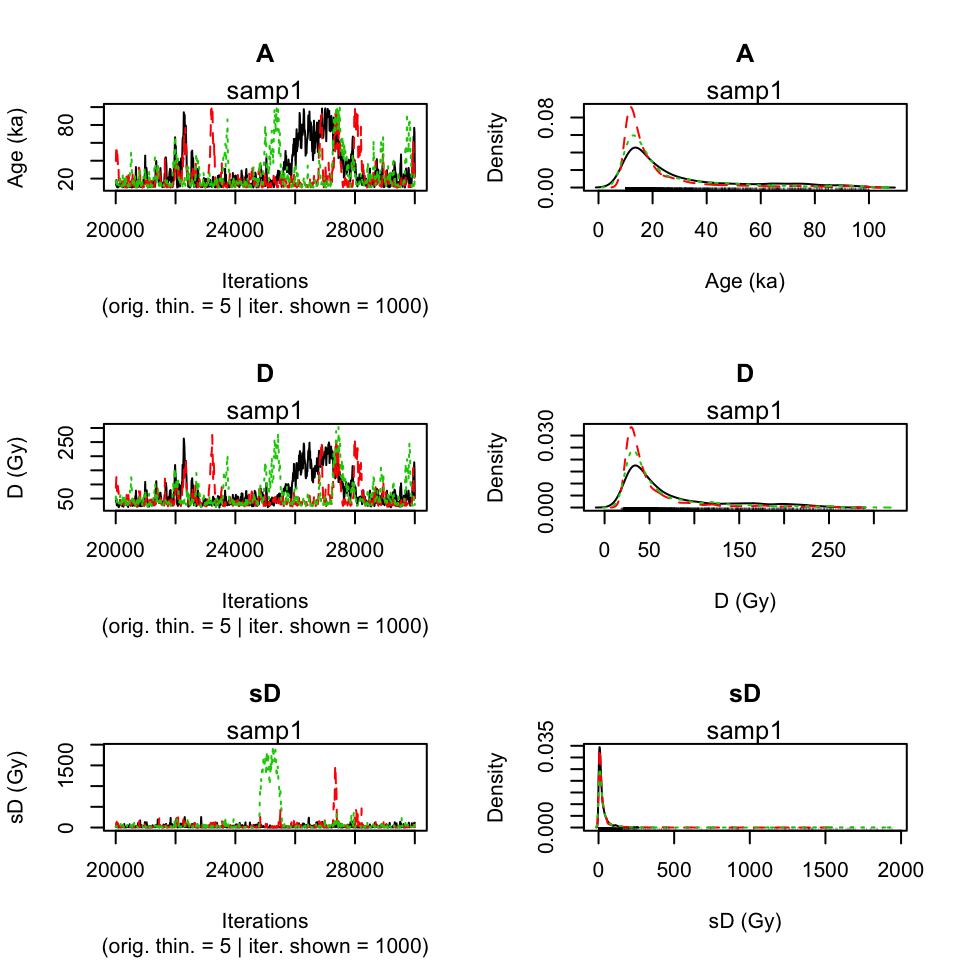 A
samp1
Age (ka)
80
20
20000 24000 28000
Iterations
(orig. thin. = 5 | iter. shown = 1000)
A
samp1
Density
0.08
0.00
0 20 40 60 80 100
Age (ka)
D
samp1
D (Gy)
250
50
20000 24000 28000
Iterations
(orig. thin. = 5 | iter. shown = 1000)
D
samp1
Density
0.030
0.000
0 50 150 250
D (Gy)
sD
samp1
sD (Gy)
1500
0
20000 24000 28000
Iterations
(orig. thin. = 5 | iter. shown = 1000)
sD
samp1
Density
0.035
0.000
0 500 1000 1500 2000
sD (Gy)